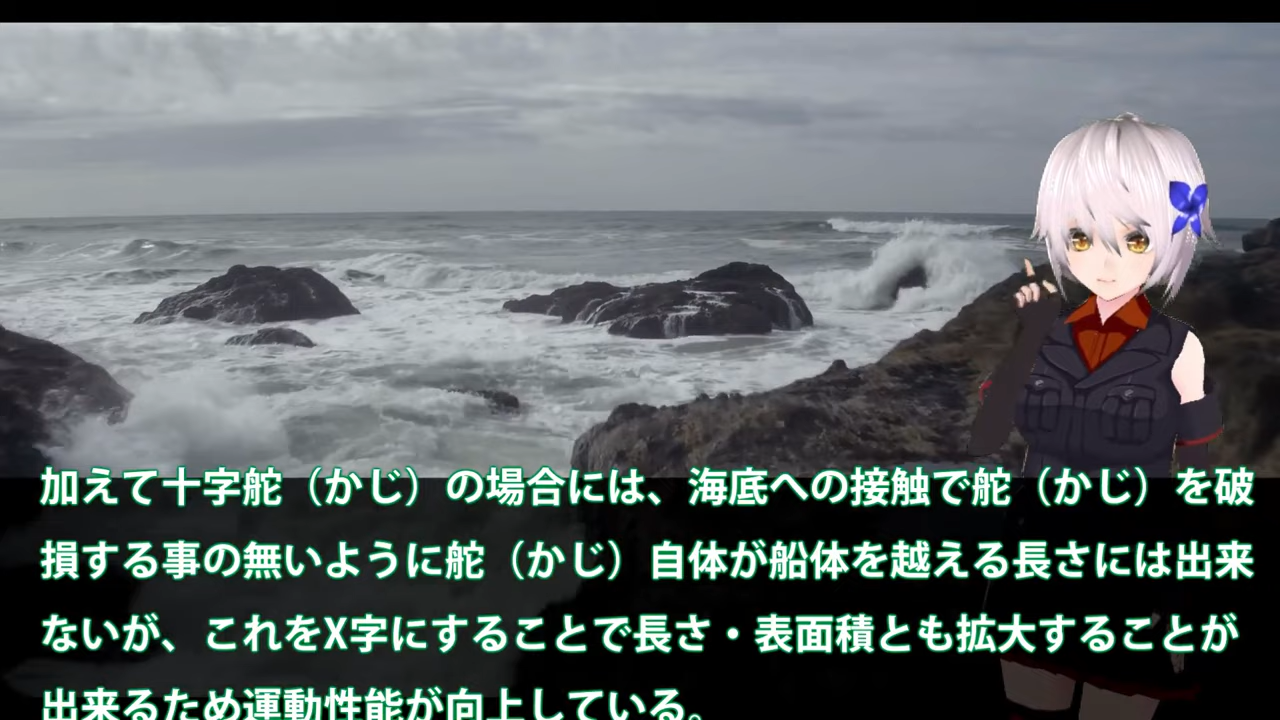 加えて十字舵（かじ）の場合には、海底への接触で舵（かじ）を破
損する事の無いように舵（かじ）自体が船体を越える長さには出来
ないが、これをX字にすることで長さ・表面積とも拡大することが
出来るため運動性能が向上している。